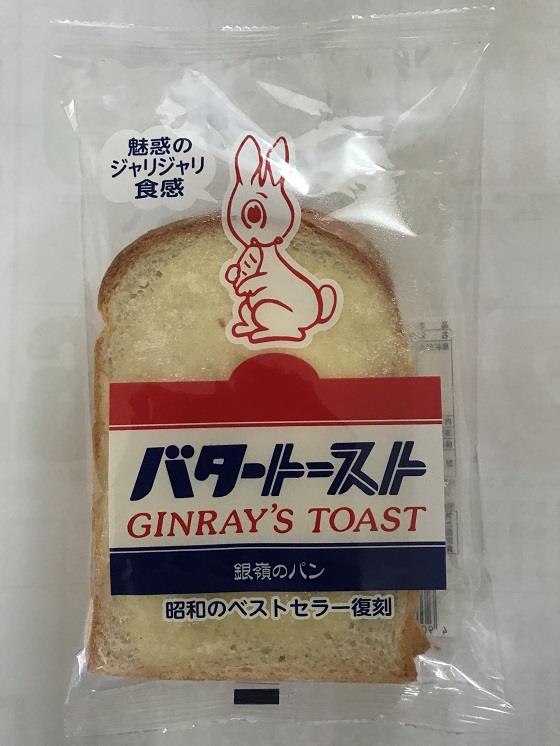 魅惑の
ジャリジャリ
食感
バタートースト
GINRAY'S TOAST
銀嶺のパン
昭和のベストセラー復刻